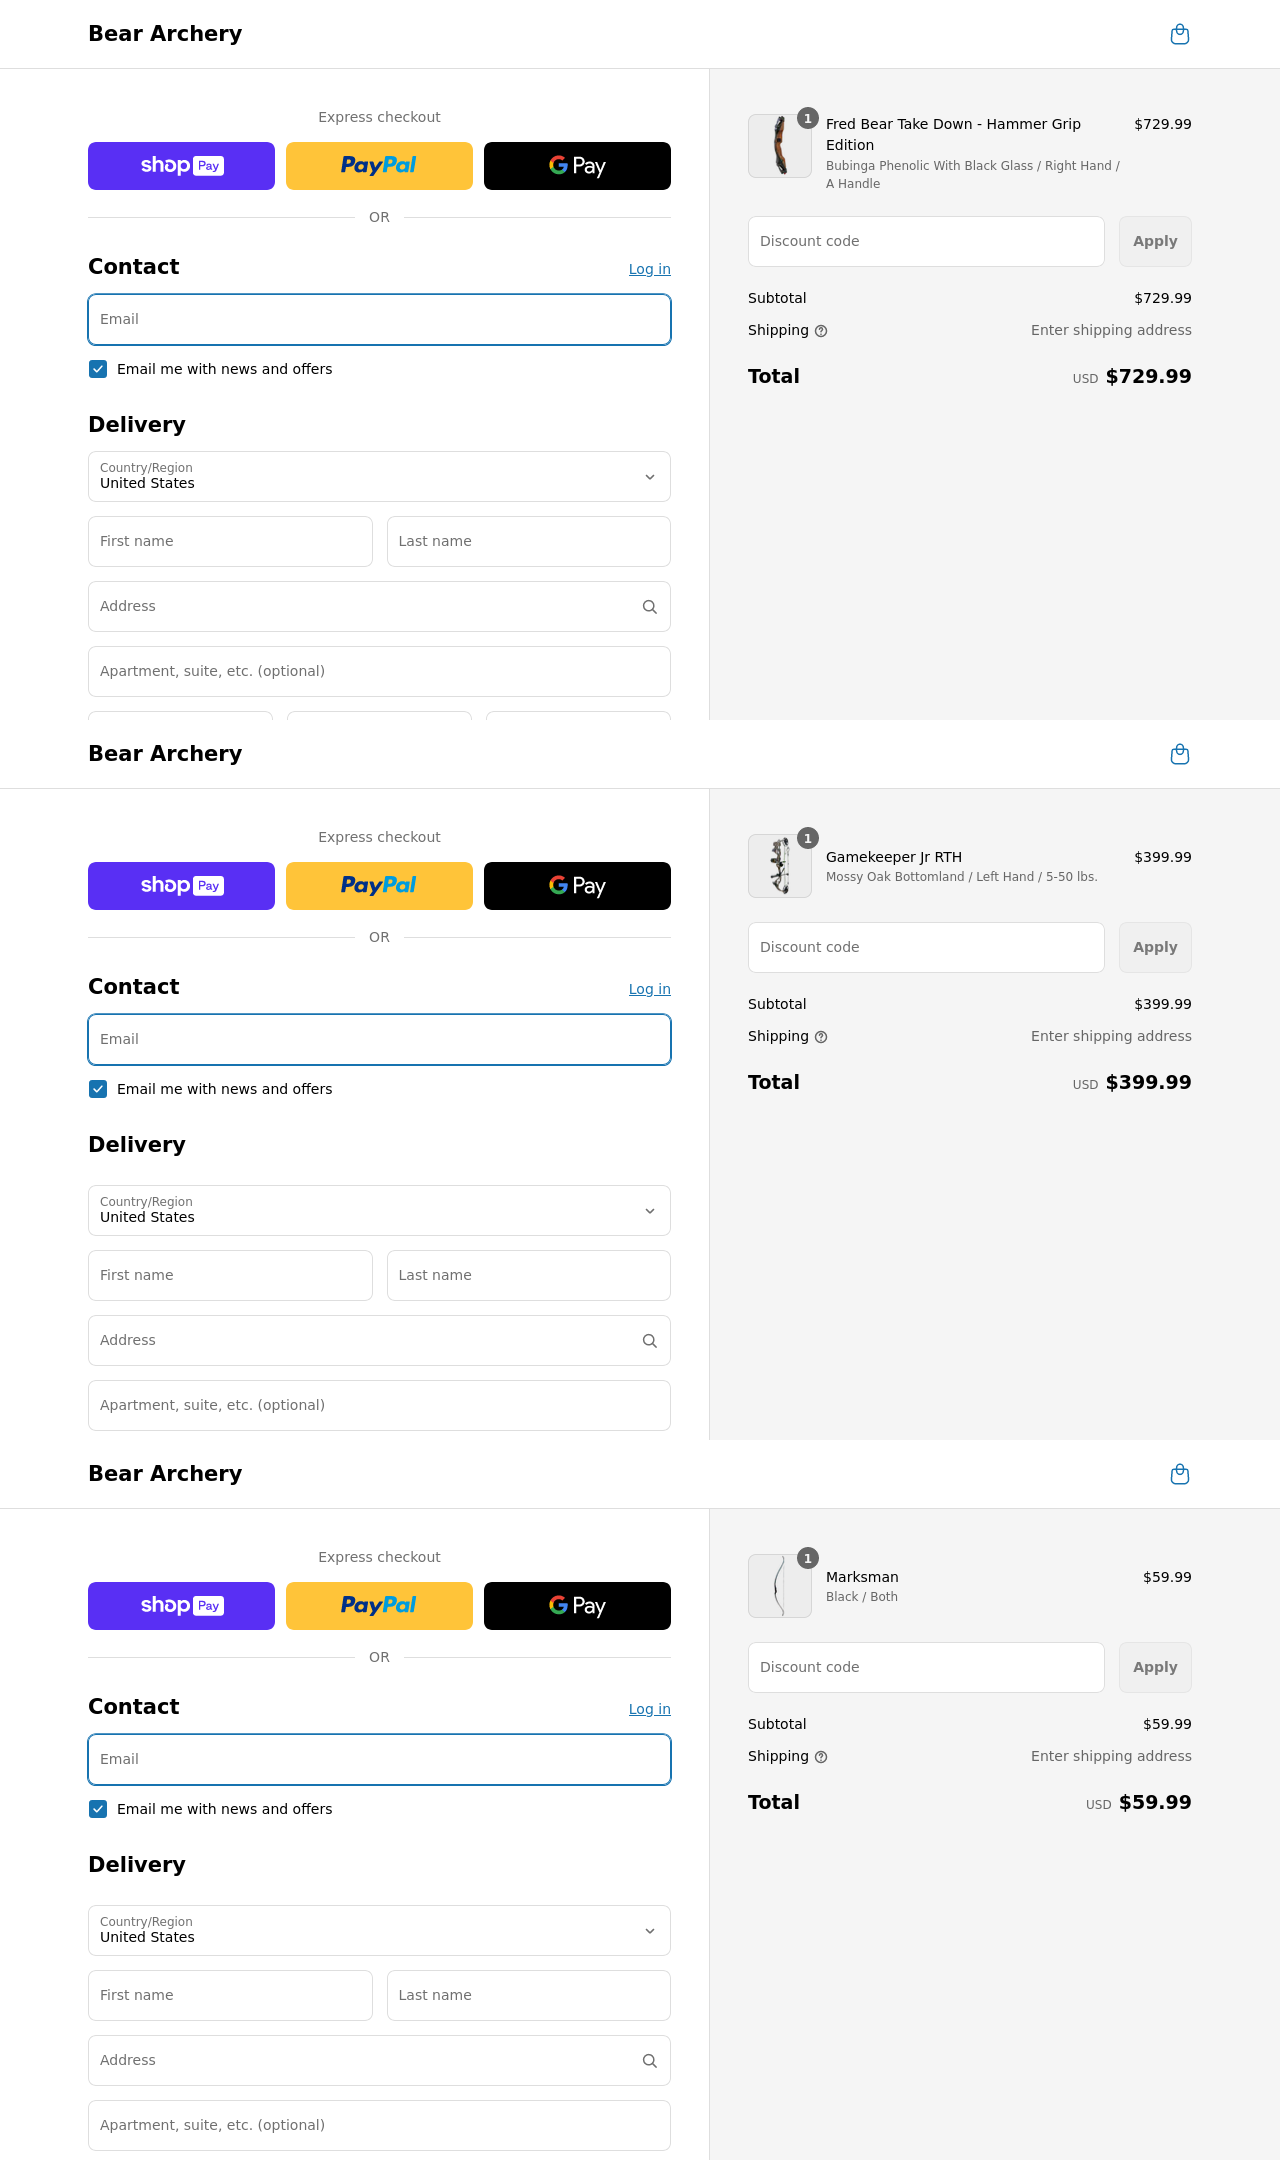 Bear Archery
Express checkout
shop Pay
PayPal
G Pay
OR
Contact
Log in
Email
Email me with news and offers
Delivery
Country/Region
United States
First name
Last name
Address
Apartment, suite, etc. (optional)
1
Fred Bear Take Down - Hammer Grip
Edition
$729.99
Bubinga Phenolic With Black Glass / Right Hand /
A Handle
Discount code
Apply
Subtotal
$729.99
Shipping
Enter shipping address
Total
USD $729.99
Bear Archery
Express checkout
shop Pay
PayPal
G Pay
OR
Contact
Log in
Email
Email me with news and offers
Delivery
Country/Region
United States
First name
Last name
Address
Apartment, suite, etc. (optional)
1
Gamekeeper Jr RTH
$399.99
Mossy Oak Bottomland / Left Hand / 5-50 lbs.
Discount code
Apply
Subtotal
$399.99
Shipping
Enter shipping address
Total
USD $399.99
Bear Archery
Express checkout
shop Pay
PayPal
G Pay
OR
Contact
Log in
Email
Email me with news and offers
Delivery
Country/Region
United States
First name
Last name
Address
Apartment, suite, etc. (optional)
1
Marksman
$59.99
Black / Both
Discount code
Apply
Subtotal
$59.99
Shipping
Enter shipping address
Total
USD $59.99